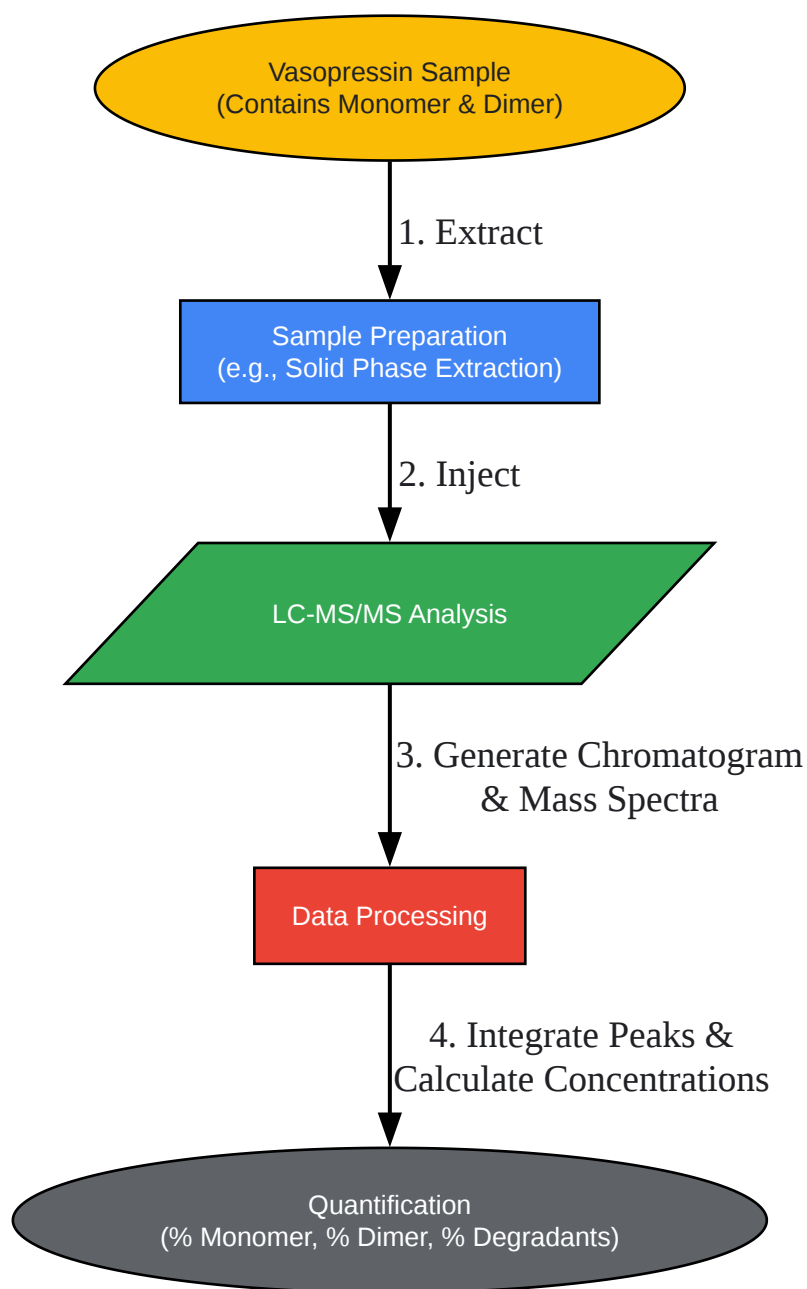 Vasopressin Sample
(Contains Monomer & Dimer)
1. Extract
Sample Preparation
(e.g., Solid Phase Extraction)
2. Inject
LC-MS/MS Analysis
3. Generate Chromatogram
& Mass Spectra
Data Processing
4. Integrate Peaks &
Calculate Concentrations
Quantification
(% Monomer, % Dimer, % Degradants)